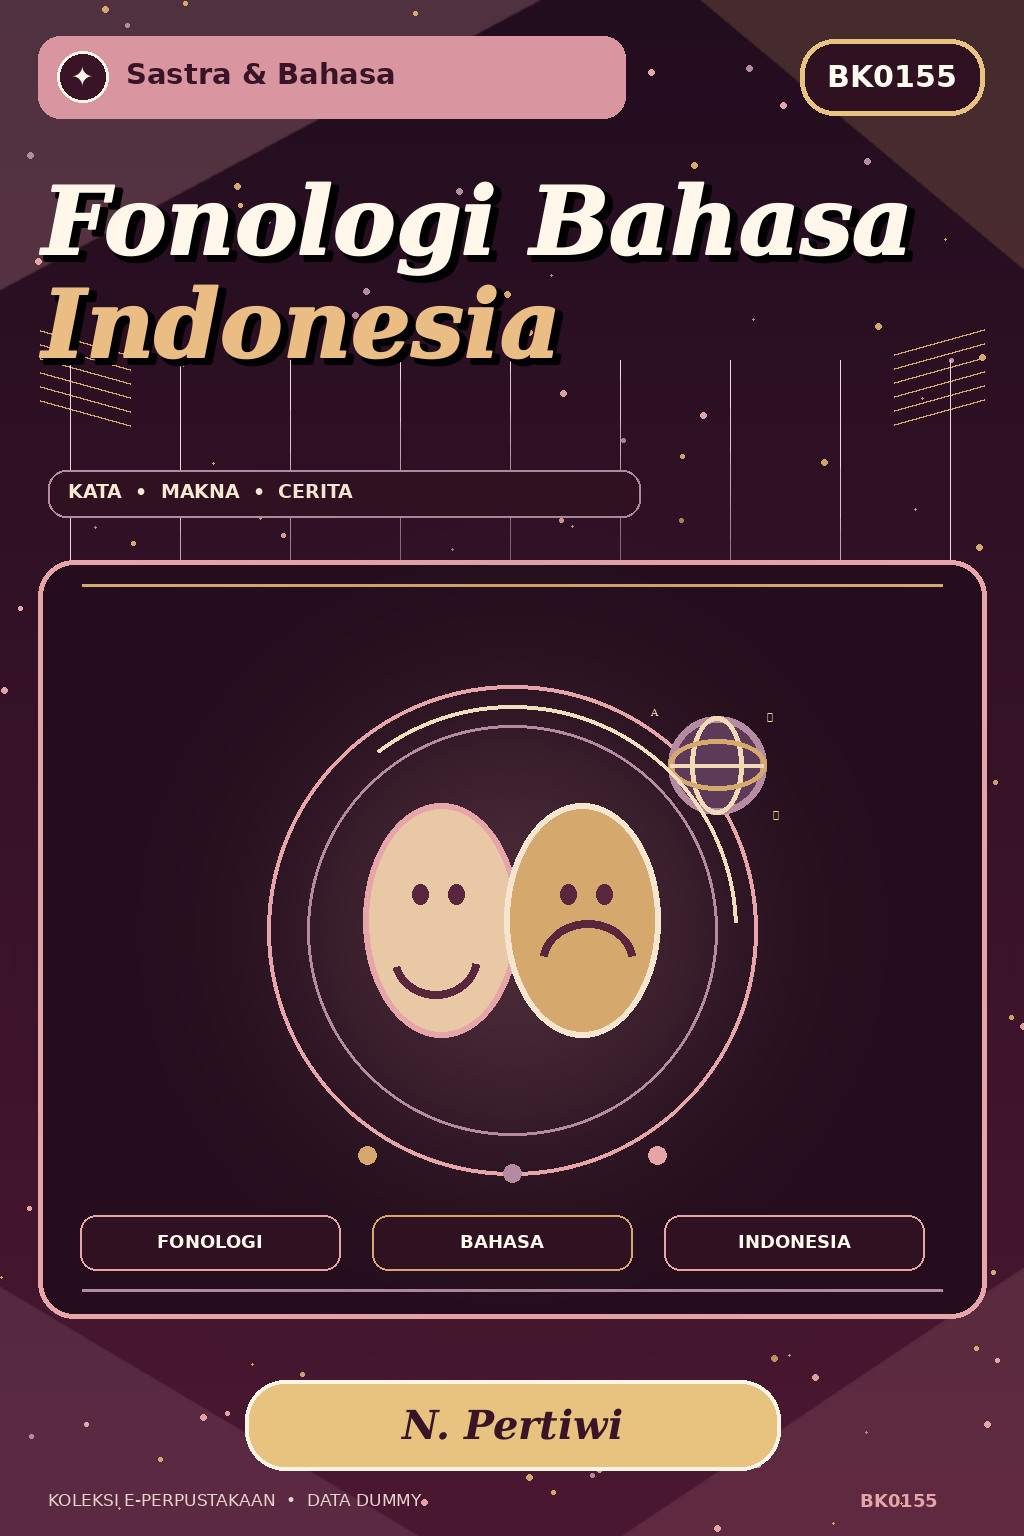 ✦ Sastra & Bahasa
BK0155
Fonologi Bahasa
Indonesia
KATA • MAKNA • CERITA
A
FONOLOGI
BAHASA
INDONESIA
N. Pertiwi
KOLEKSI E-PERPUSTAKAAN • DATA DUMMY
BK0155